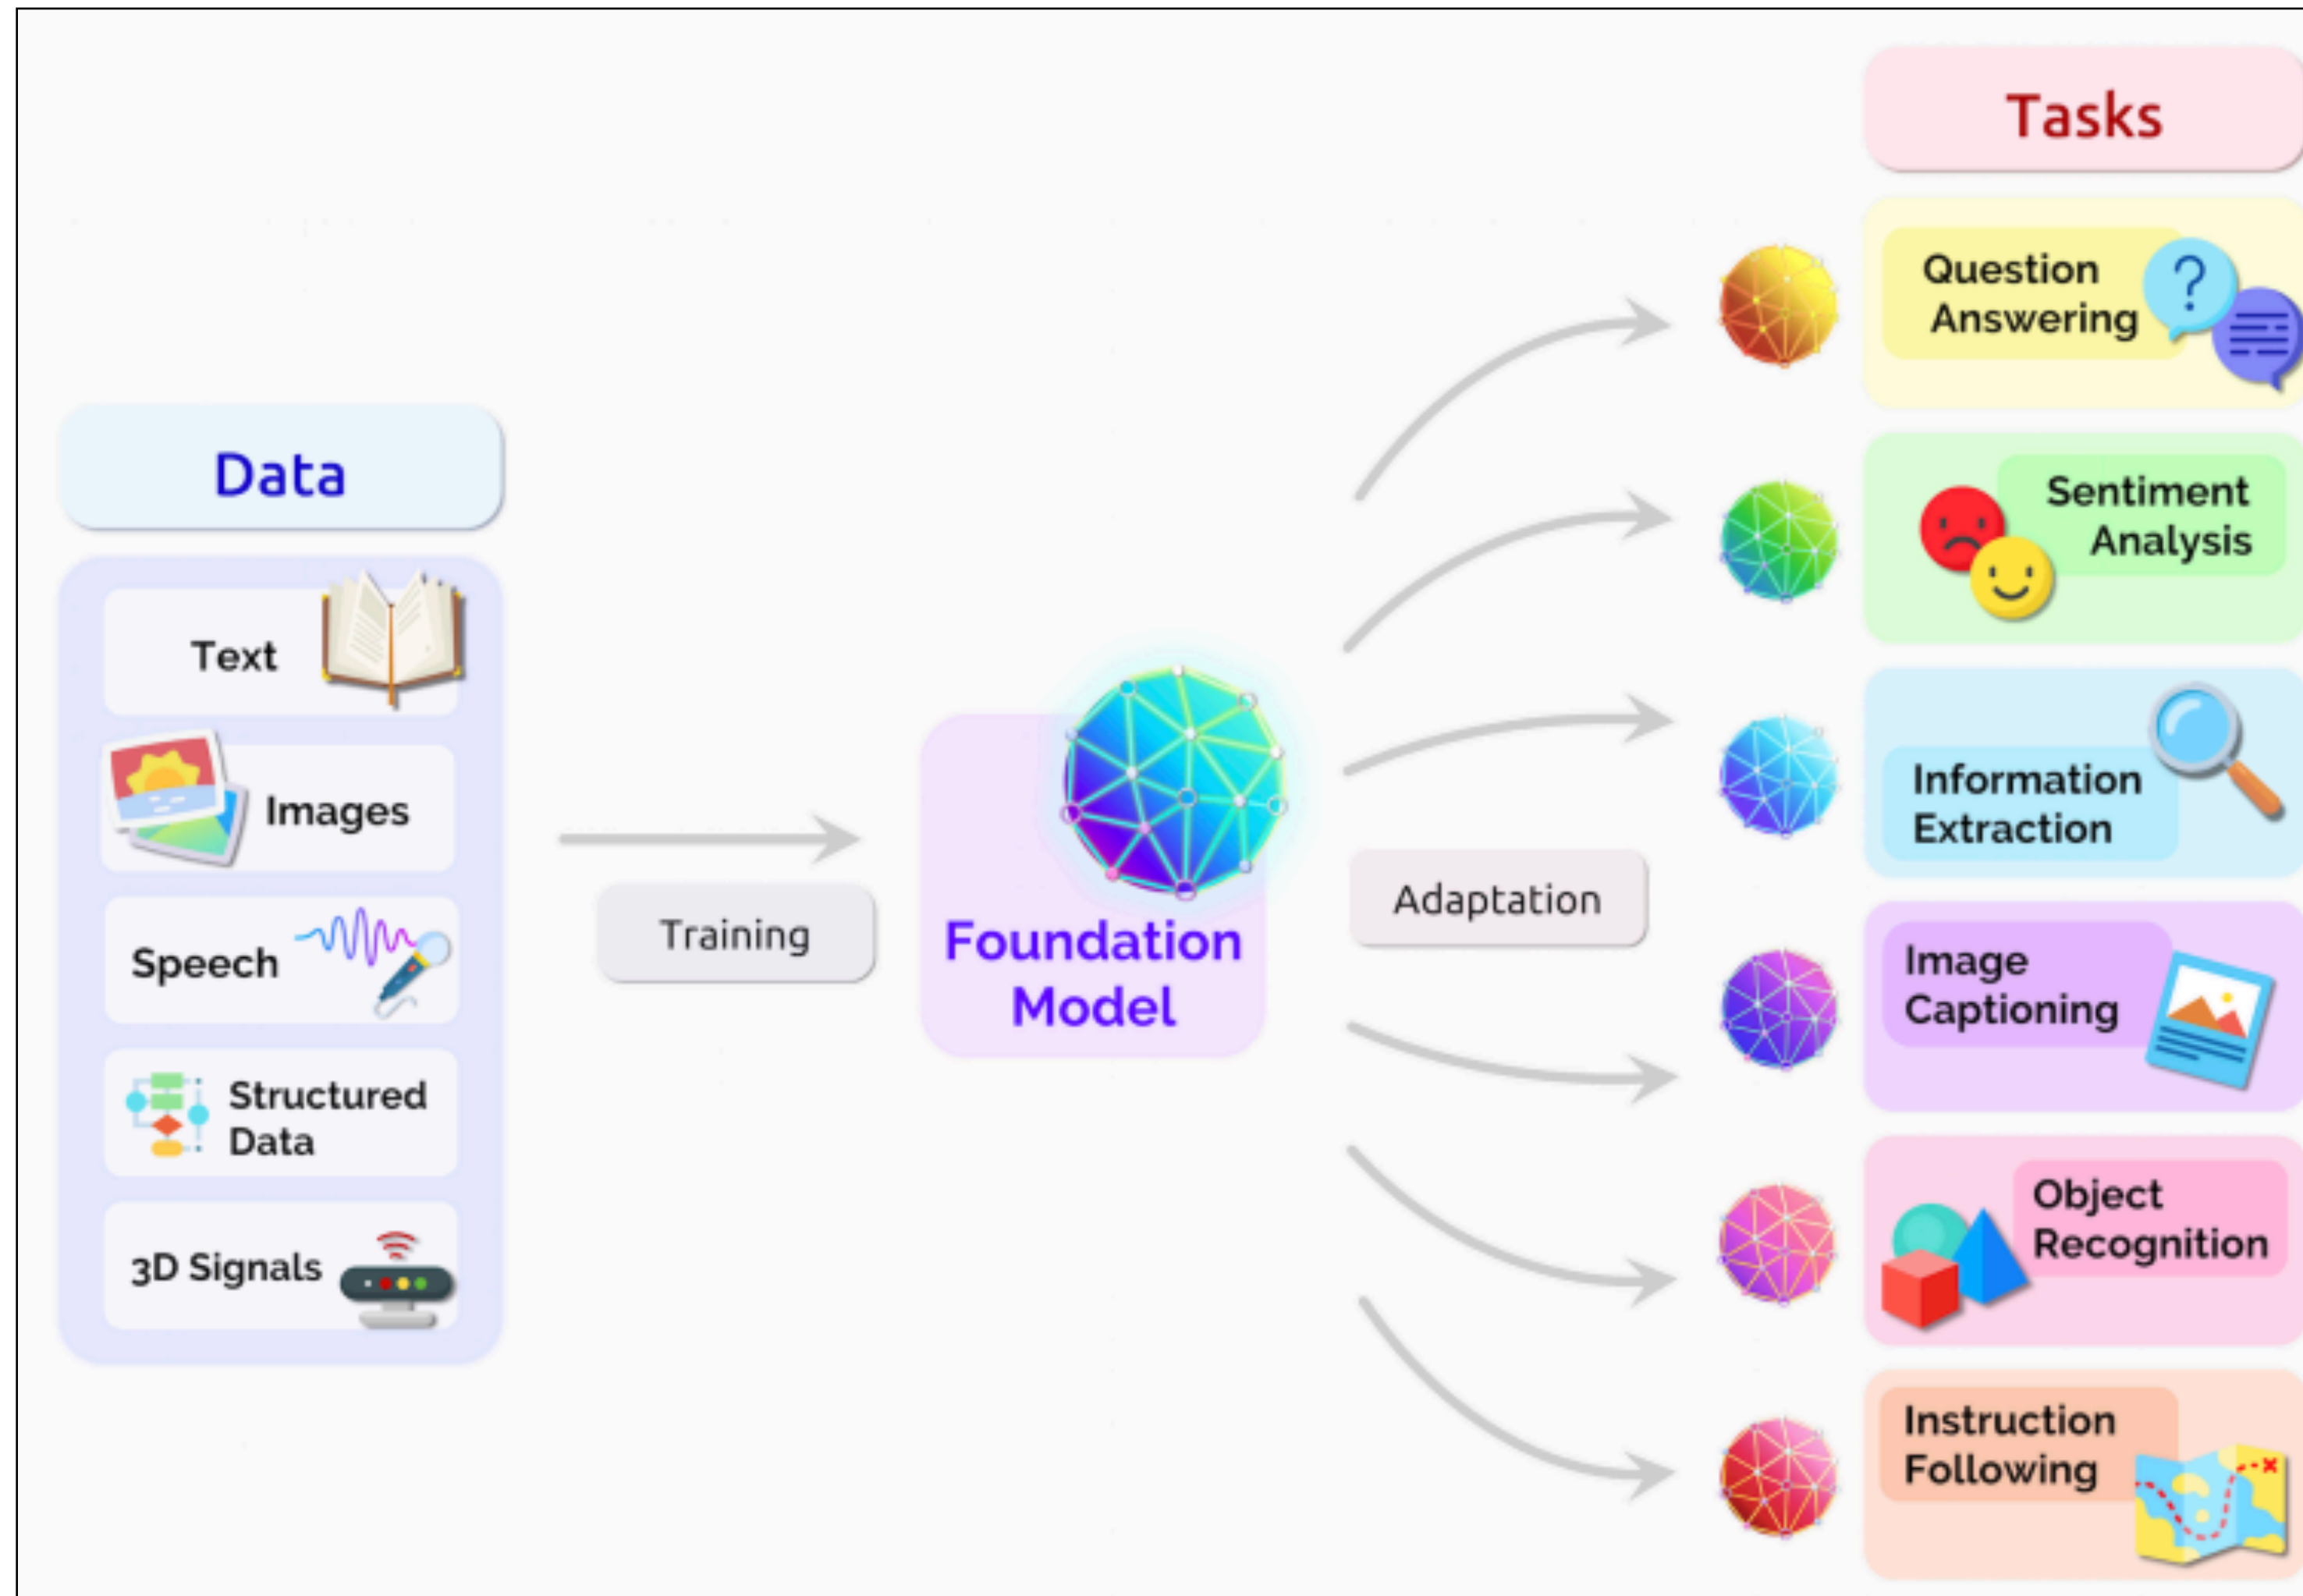 Data
Text
Images
Speech
Structured
Data
3D Signals
Training
Foundation
Model
Adaptation
Tasks
Question
Answering
Sentiment
Analysis
Information
Extraction
Image
Captioning
Object
Recognition
Instruction
Following